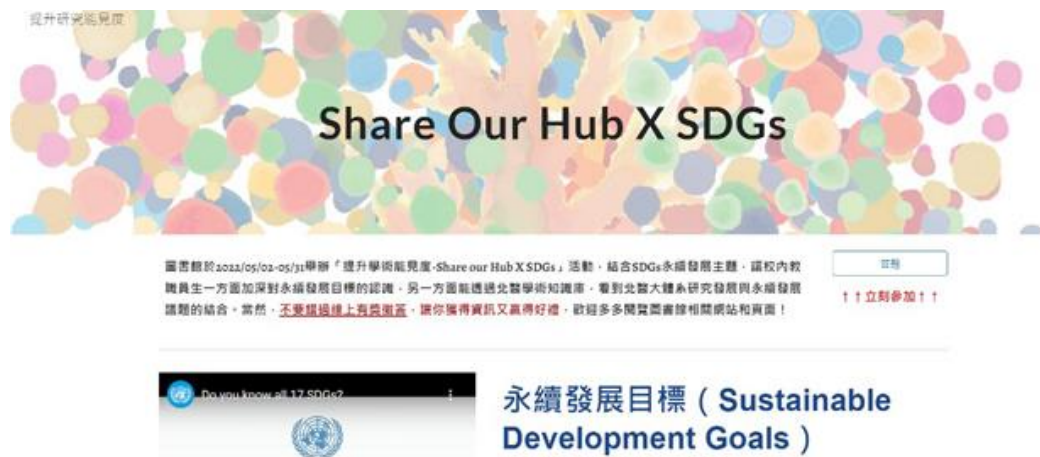 提升研究能見度
Share Our Hub X SDGs
圖書館於2022/05/02-05/31舉辦「提升學術能見度-Share our Hub X SDGs」活動，結合SDGs永續發展主題，讓校內教
職員生一方面加深對永續發展目標的認識，另一方面能透過北醫學術知識庫，看到北醫大體系研究發展與永續發展
議題的結合。當然，不要錯過線上有獎徵答，讓你獲得資訊又贏得好禮，歡迎多多閱覽圖書館相關網站和頁面！
↑↑立刻參加↑↑
Do you know all 17 SDGs?
永續發展目標（Sustainable
Development Goals）